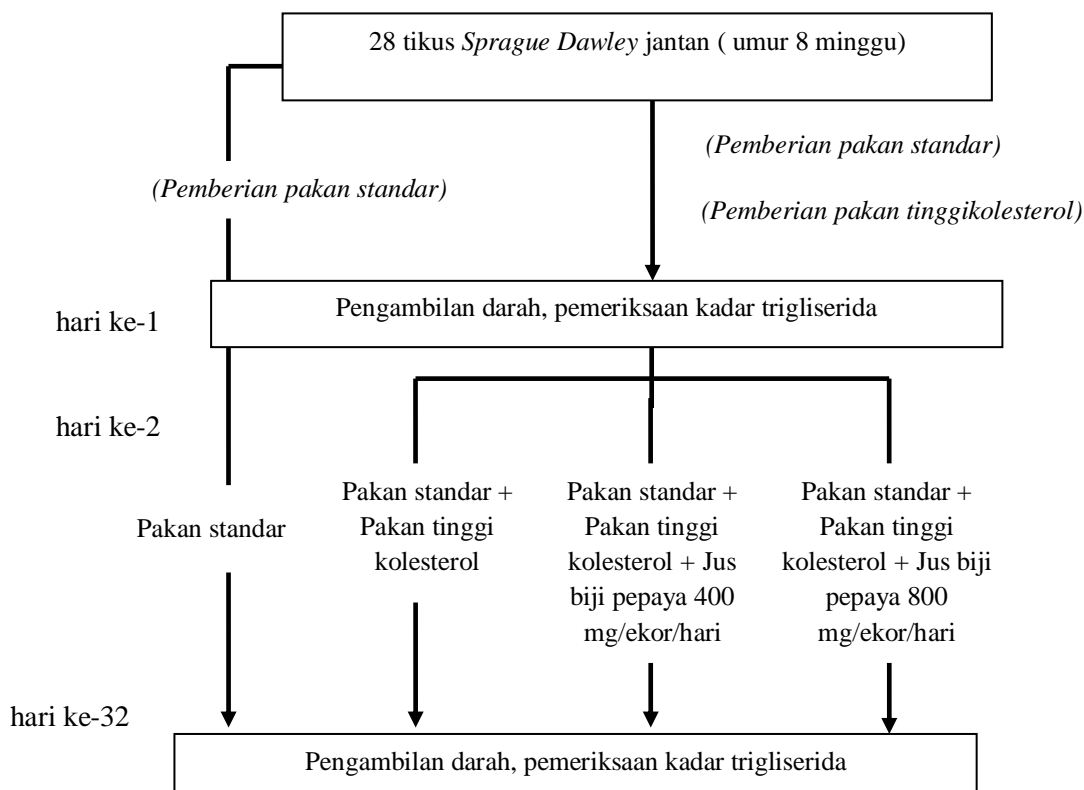 28 tikus Sprague Dawley jantan ( umur 8 minggu)
(Pemberian pakan standar)
(Pemberian pakan standar)
(Pemberian pakan tinggikolesterol)
Pengambilan darah, pemeriksaan kadar trigliserida
hari ke-1
hari ke-2
Pakan standar
Pakan standar +
Pakan tinggi
kolesterol
Pakan standar +
Pakan tinggi
kolesterol + Jus
biji pepaya 400
mg/ekor/hari
Pakan standar +
Pakan tinggi
kolesterol + Jus biji
pepaya 800
mg/ekor/hari
hari ke-32
Pengambilan darah, pemeriksaan kadar trigliserida